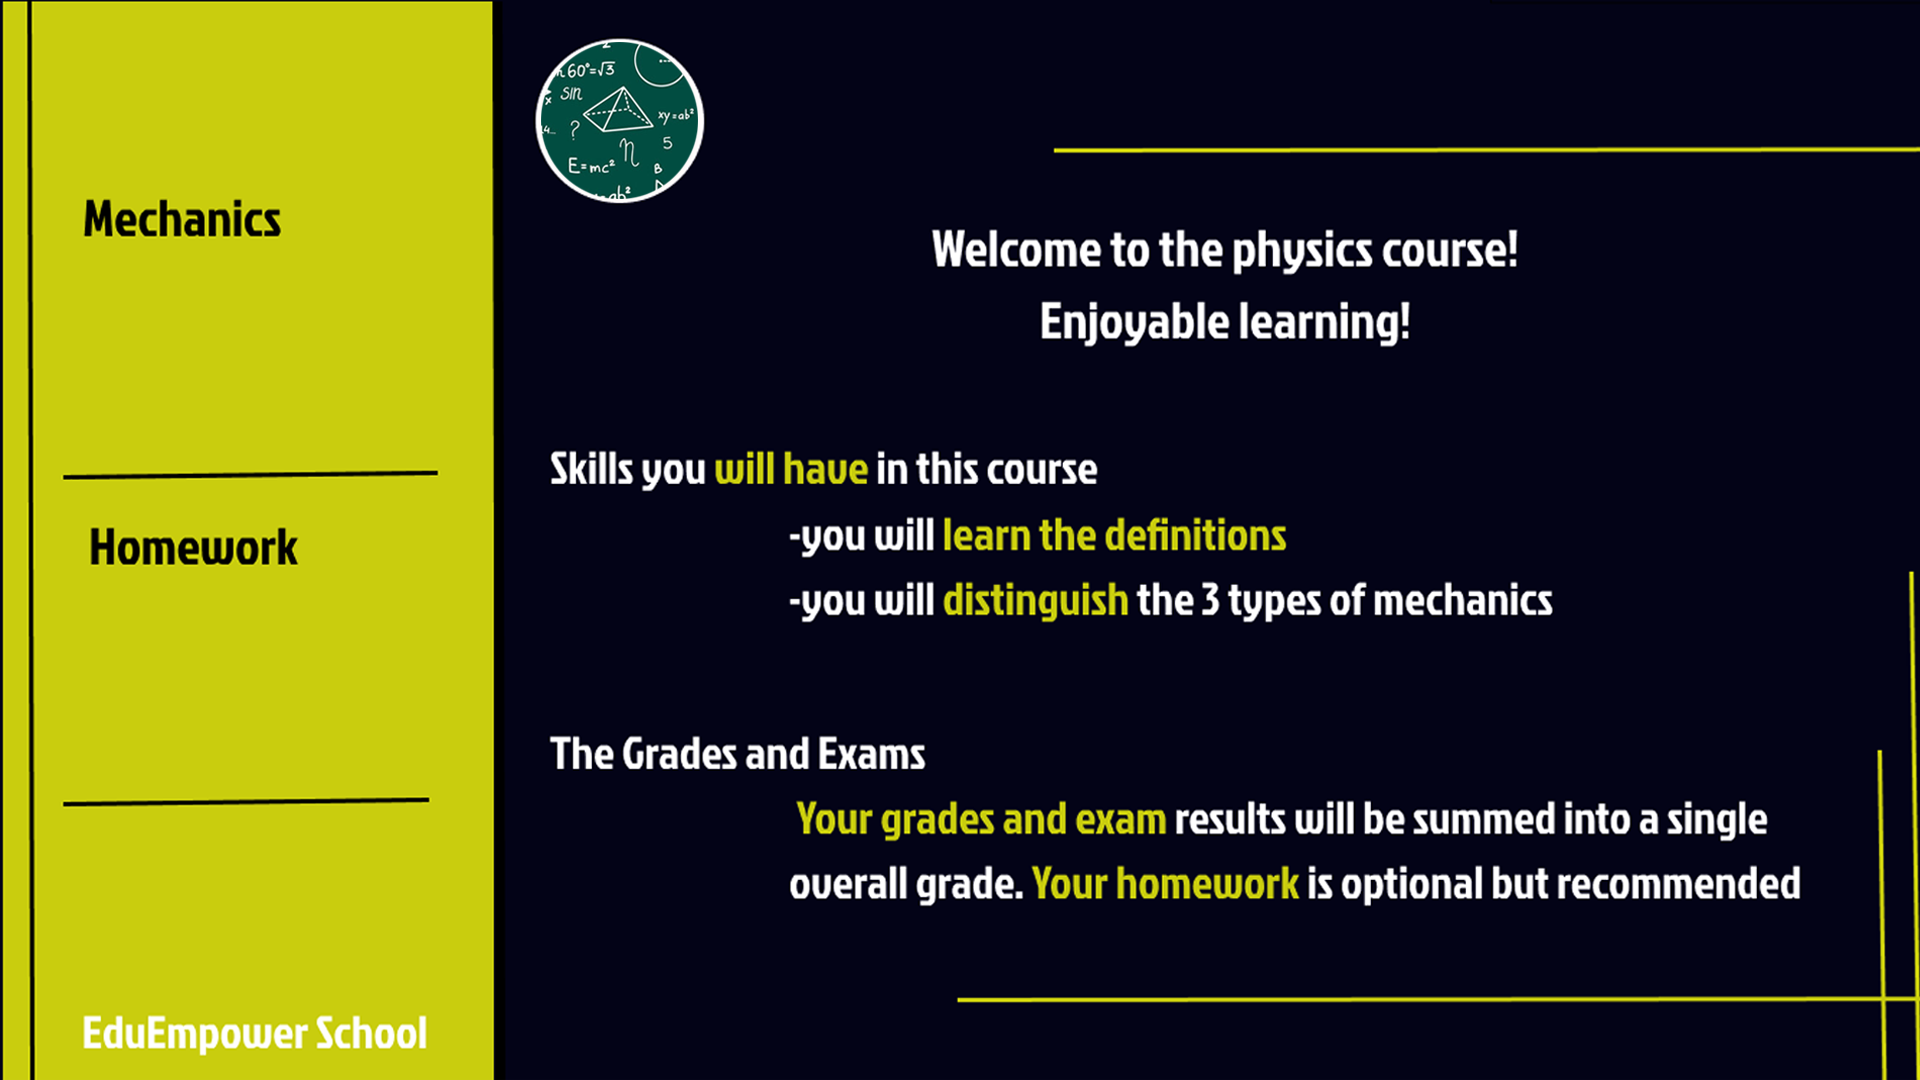 Mechanics
Homework
EduEmpower School
60°=√3
sin
xy=ab²
?
5
E=mc²
n
B
ab²
Welcome to the physics course!
Enjoyable learning!
Skills you will have in this course
-you will learn the definitions
-you will distinguish the 3 types of mechanics
The Grades and Exams
Your grades and exam results will be summed into a single
overall grade. Your homework is optional but recommended